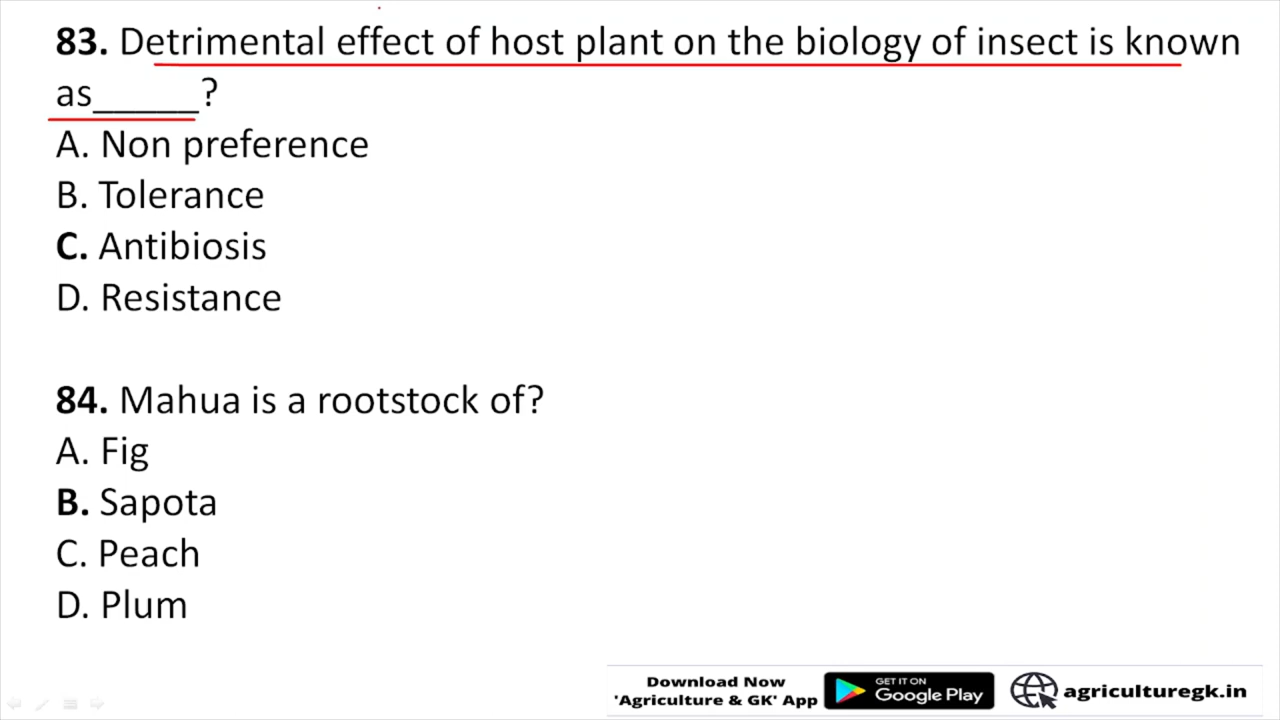 83. Detrimental effect of host plant on the biology of insect is known
as_____?
A. Non preference
B. Tolerance
C. Antibiosis
D. Resistance
84. Mahua is a rootstock of?
A. Fig
B. Sapota
C. Peach
D. Plum
Download Now
'Agriculture & GK' App
GET IT ON
Google Play
agriculturegk.in